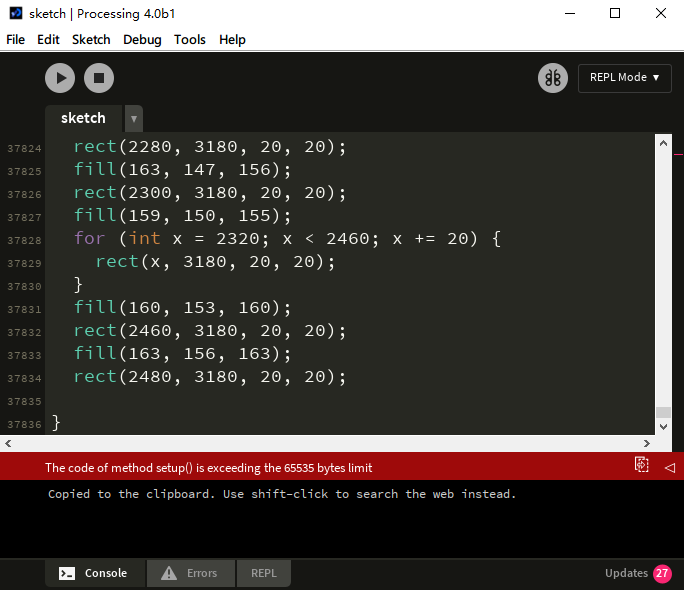 sketch | Processing 4.0b1
File Edit Sketch Debug Tools Help
REPL Mode ▼
sketch ▼
37824 rect(2280, 3180, 20, 20);
37825 fill(163, 147, 156);
37826 rect(2300, 3180, 20, 20);
37827 fill(159, 150, 155);
37828 for (int x = 2320; x < 2460; x += 20) {
37829 rect(x, 3180, 20, 20);
37830 }
37831 fill(160, 153, 160);
37832 rect(2460, 3180, 20, 20);
37833 fill(163, 156, 163);
37834 rect(2480, 3180, 20, 20);
37835
37836 }
The code of method setup() is exceeding the 65535 bytes limit
Copied to the clipboard. Use shift-click to search the web instead.
Console Errors REPL Updates 27